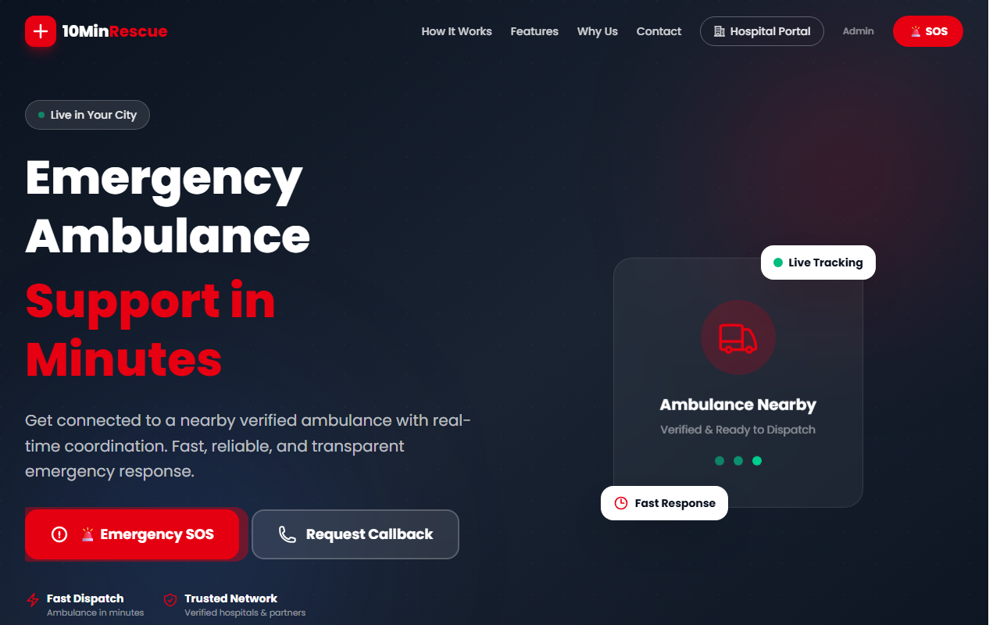 10MinRescue
How It Works
Features
Why Us
Contact
Hospital Portal
Admin
🚨 SOS
Live in Your City
Emergency
Ambulance
Support in
Minutes
Get connected to a nearby verified ambulance with real-
time coordination. Fast, reliable, and transparent
emergency response.
🚨 Emergency SOS
Request Callback
Fast Dispatch
Ambulance in minutes
Trusted Network
Verified hospitals & partners
Live Tracking
Ambulance Nearby
Verified & Ready to Dispatch
Fast Response